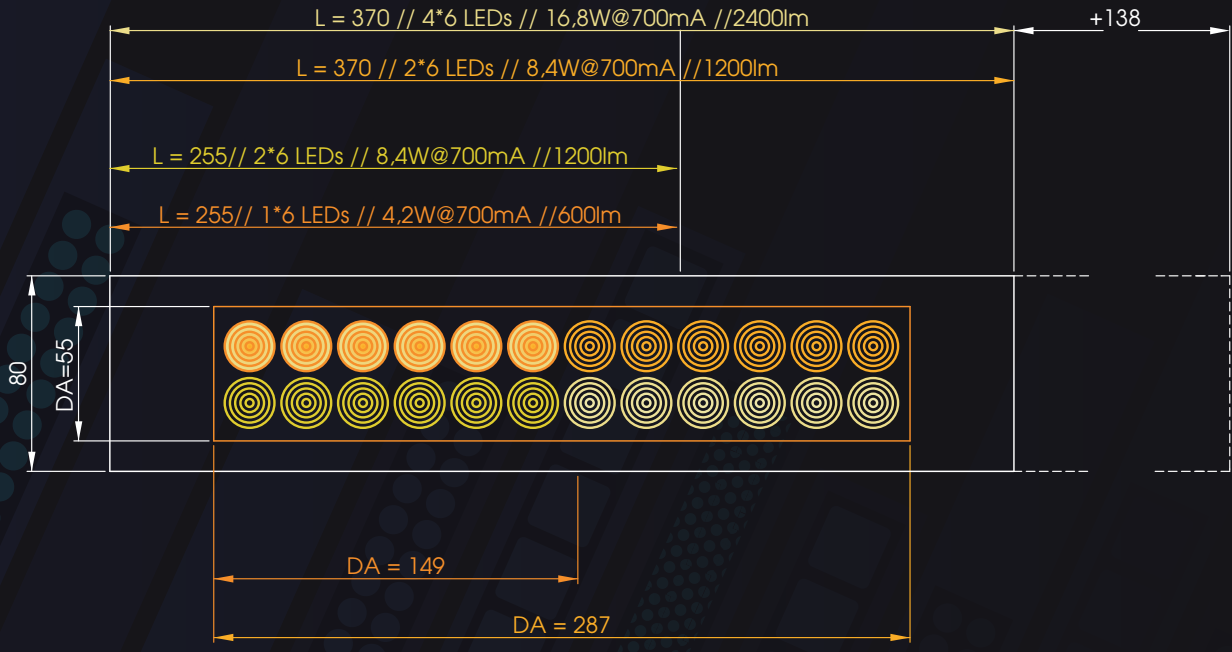 L = 370 // 4*6 LEDs // 16,8W@700mA //2400lm
+138
L = 370 // 2*6 LEDs // 8,4W@700mA //1200lm
L = 255// 2*6 LEDs // 8,4W@700mA //1200lm
L = 255// 1*6 LEDs // 4,2W@700mA //600lm
80
DA=55
DA = 149
DA = 287